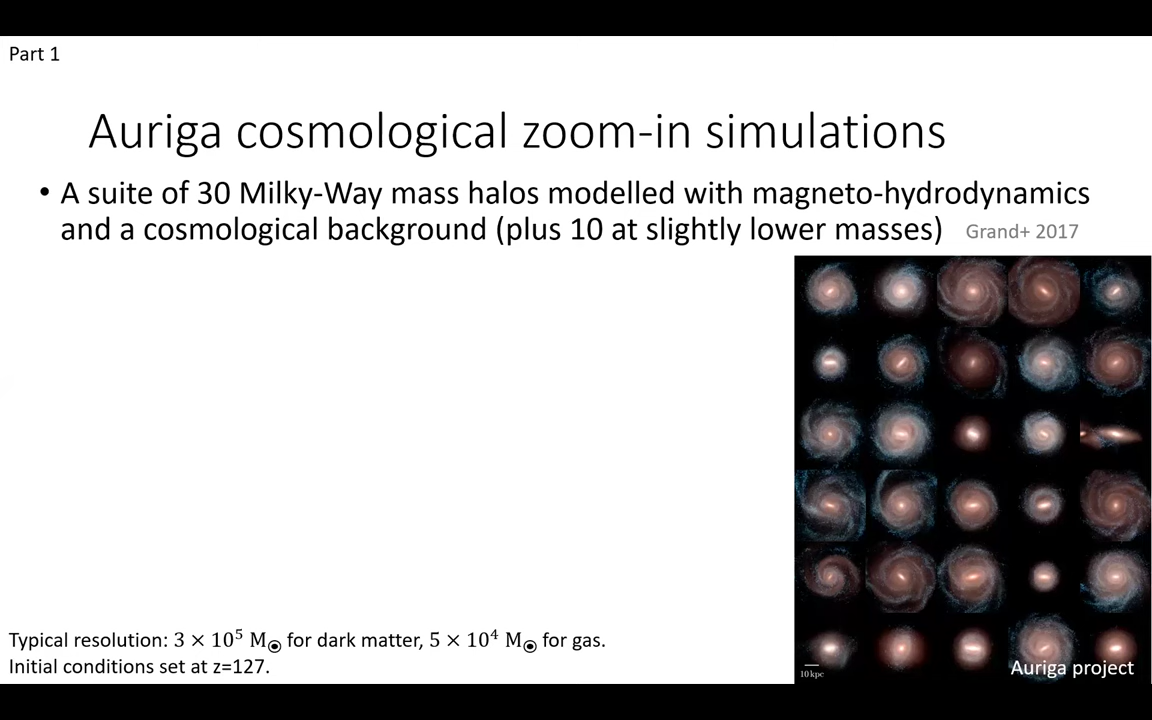 Part 1
Auriga cosmological zoom-in simulations
• A suite of 30 Milky-Way mass halos modelled with magneto-hydrodynamics
and a cosmological background (plus 10 at slightly lower masses) Grand+ 2017
Typical resolution: 3 × 10⁵ M☉ for dark matter, 5 × 10⁴ M☉ for gas.
Initial conditions set at z=127.
10 kpc
Auriga project